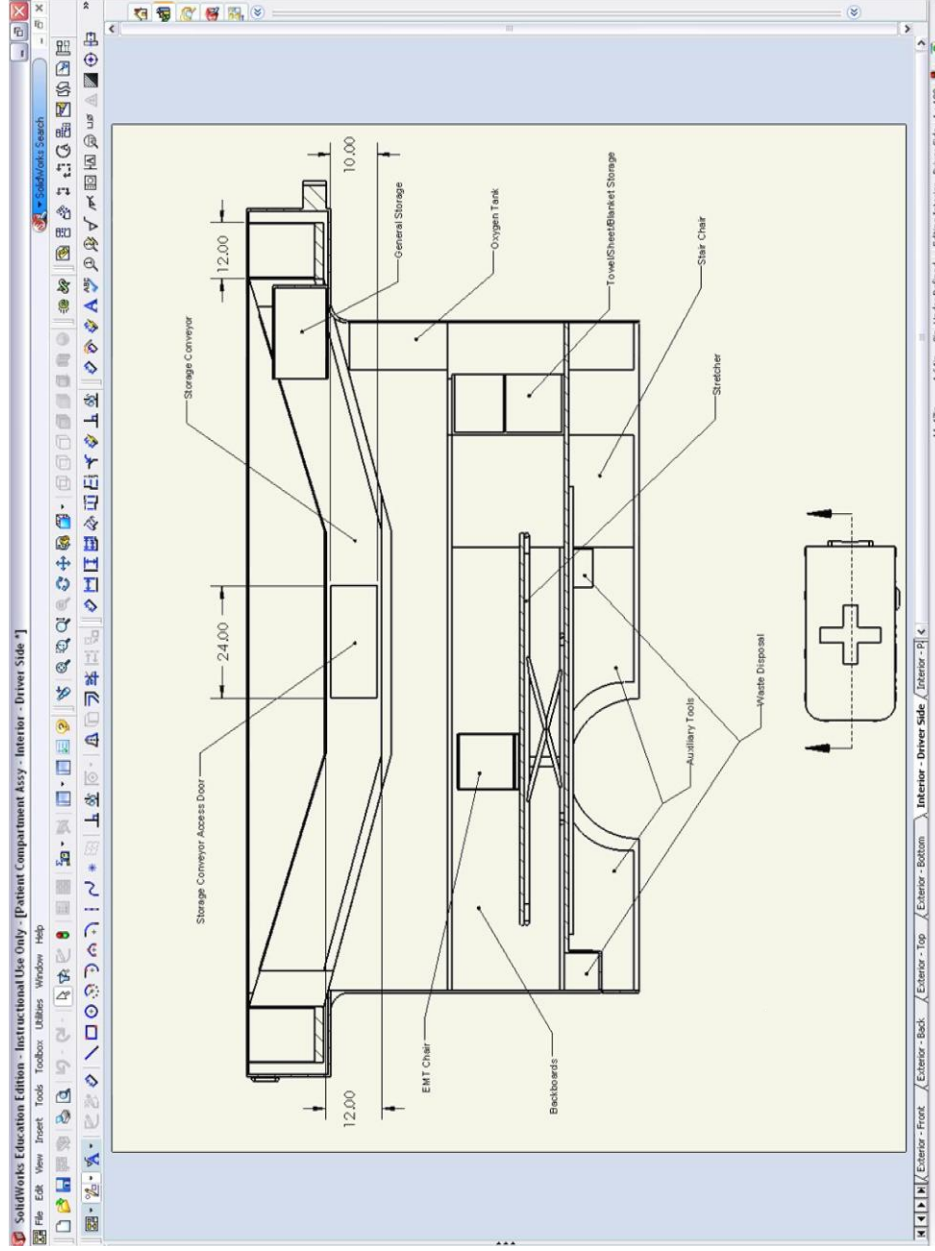 SolidWorks Education Edition - Instructional Use Only - [Patient Compartment Assy - Interior - Driver Side *]
File Edit View Insert Tools Toolbox Utilities Window Help
SolidWorks Search
Storage Conveyor Access Door
Storage Conveyor
24.00
12.00
10.00
12.00
General Storage
Oxygen Tank
EMT Chair
Towel/Sheet/Blanket Storage
Backboards
Stair Chair
Stretcher
Auxiliary Tools
Waste Disposal
Exterior - Front
Exterior - Back
Exterior - Top
Exterior - Bottom
Interior - Driver Side
Interior - P